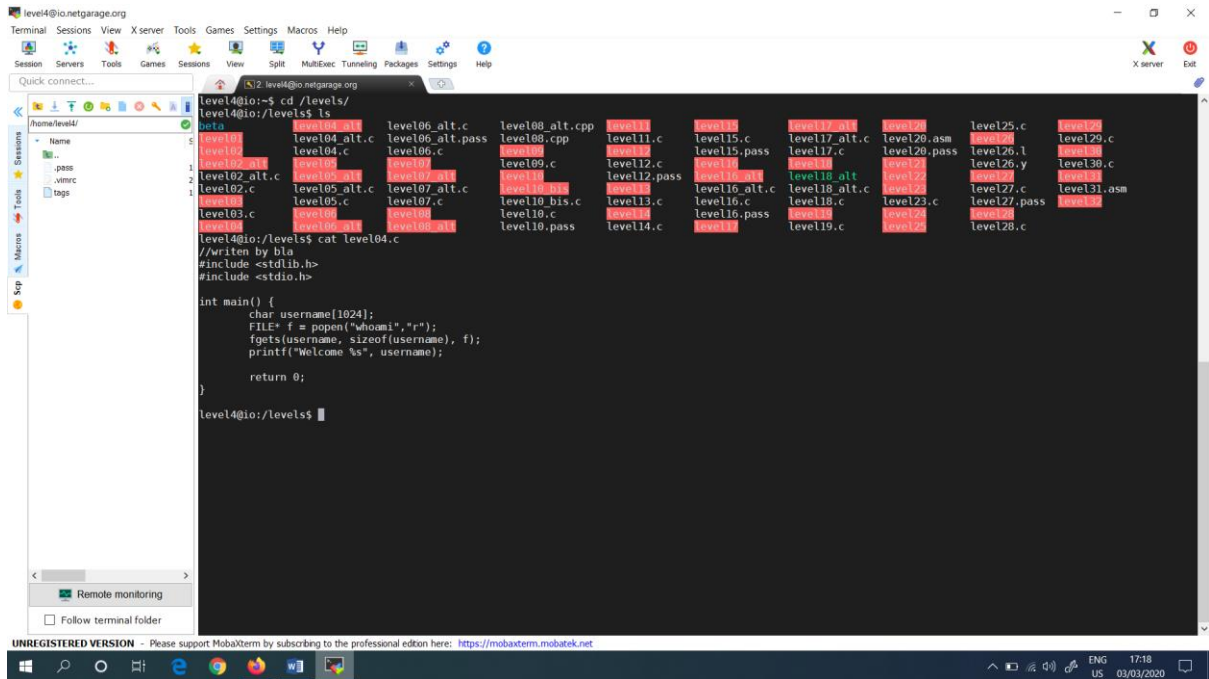 level4@io.netgarage.org
Terminal Sessions View X server Tools Games Settings Macros Help
Session Servers Tools Games Sessions View Split MultiExec Tunneling Packages Settings Help X server Exit
Quick connect...
2. level4@io.netgarage.org
/home/level4/
Name S
..
.pass 1
.vimrc 2
tags 1
Sessions
Tools
Macros
Scp
level4@io:~$ cd /levels/
level4@io:/levels$ ls
beta level04_alt level06_alt.c level08_alt.cpp level11 level15 level17_alt level20 level25.c level29
level01 level04_alt.c level06_alt.pass level08.cpp level11.c level15.c level17_alt.c level20.asm level26 level29.c
level02 level04.c level06.c level09 level12 level15.pass level17.c level20.pass level26.l level30
level02_alt level05 level07 level09.c level12.c level16 level18 level21 level26.y level30.c
level02_alt.c level05_alt level07_alt level10 level12.pass level16_alt level18_alt level22 level27 level31
level02.c level05_alt.c level07_alt.c level10_bis level13 level16_alt.c level18_alt.c level23 level27.c level31.asm
level03 level05.c level07.c level10_bis.c level13.c level16.c level18.c level23.c level27.pass level32
level03.c level06 level08 level10.c level14 level16.pass level19 level24 level28
level04 level06_alt level08_alt level10.pass level14.c level17 level19.c level25 level28.c
level4@io:/levels$ cat level04.c
//writen by bla
#include <stdlib.h>
#include <stdio.h>
int main() {
char username[1024];
FILE* f = popen("whoami","r");
fgets(username, sizeof(username), f);
printf("Welcome %s", username);
return 0;
}
level4@io:/levels$
Remote monitoring
Follow terminal folder
UNREGISTERED VERSION - Please support MobaXterm by subscribing to the professional edition here: https://mobaxterm.mobatek.net
ENG 17:18
US 03/03/2020